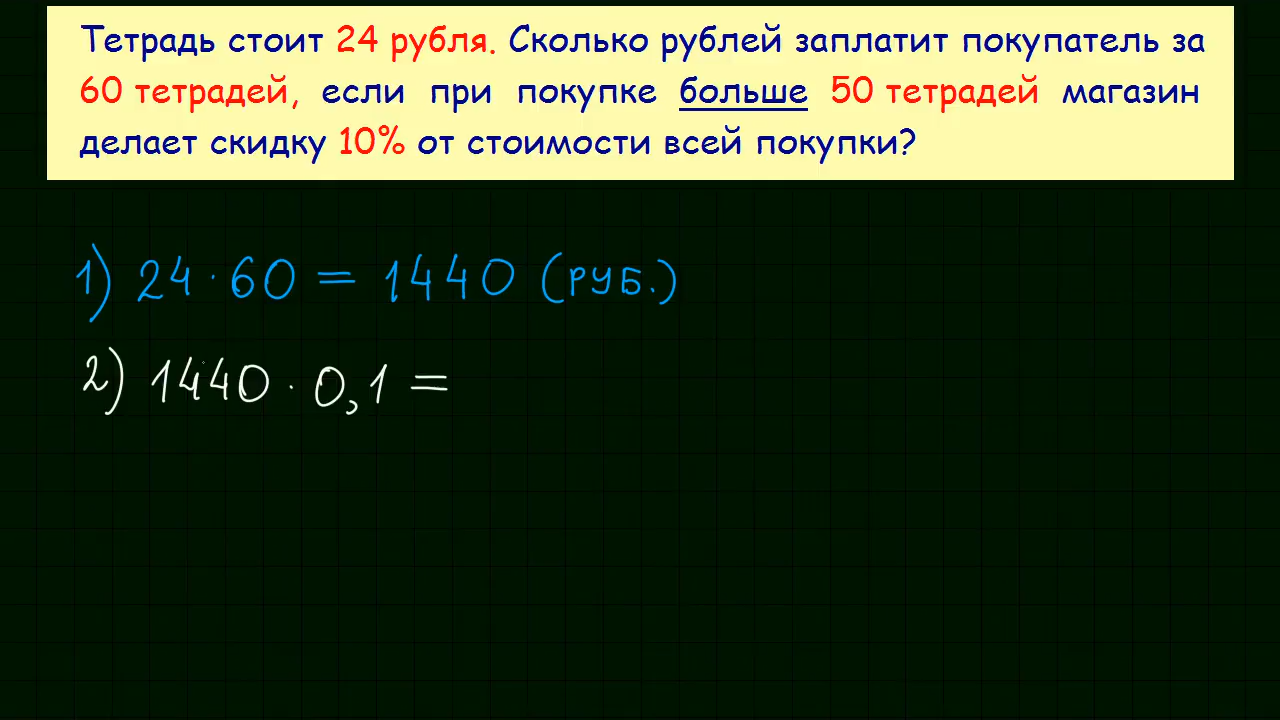 Тетрадь стоит 24 рубля. Сколько рублей заплатит покупатель за
60 тетрадей, если при покупке больше 50 тетрадей магазин
делает скидку 10% от стоимости всей покупки?
1) 24 · 60 = 1440 (РУБ.)
2) 1440 · 0,1 =